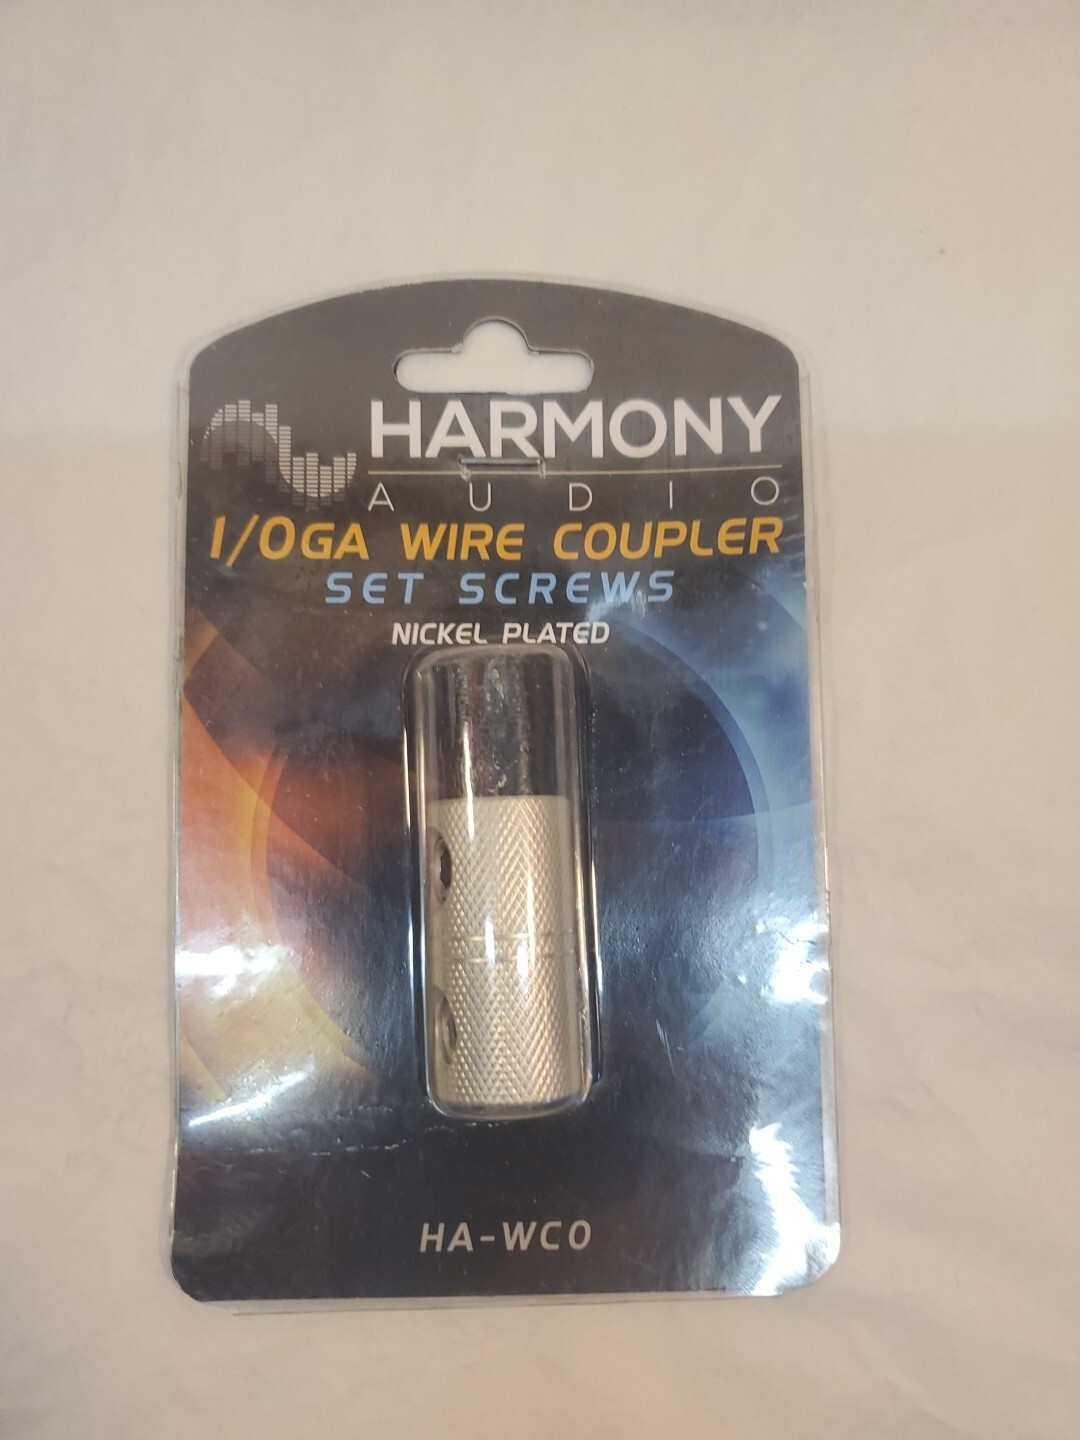 HARMONY
AUDIO
1/0GA WIRE COUPLER
SET SCREWS
NICKEL PLATED
HA-WC0